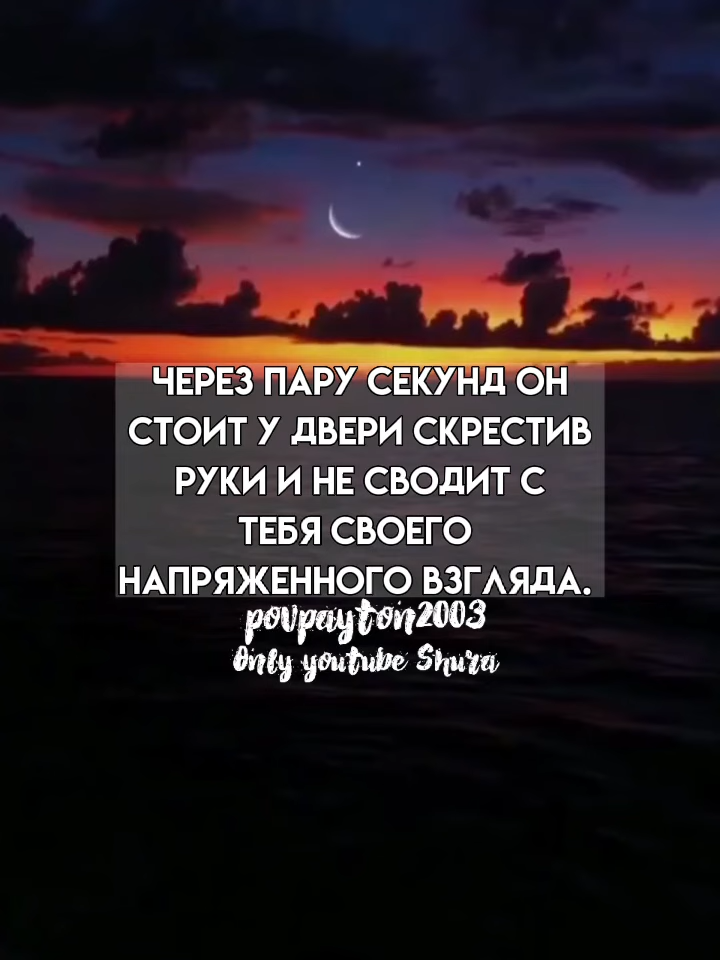 ЧЕРЕЗ ПАРУ СЕКУНД ОН
СТОИТ У ДВЕРИ СКРЕСТИВ
РУКИ И НЕ СВОДИТ С
ТЕБЯ СВОЕГО
НАПРЯЖЕННОГО ВЗГЛЯДА.
povpayton2003
Only youtube Shura